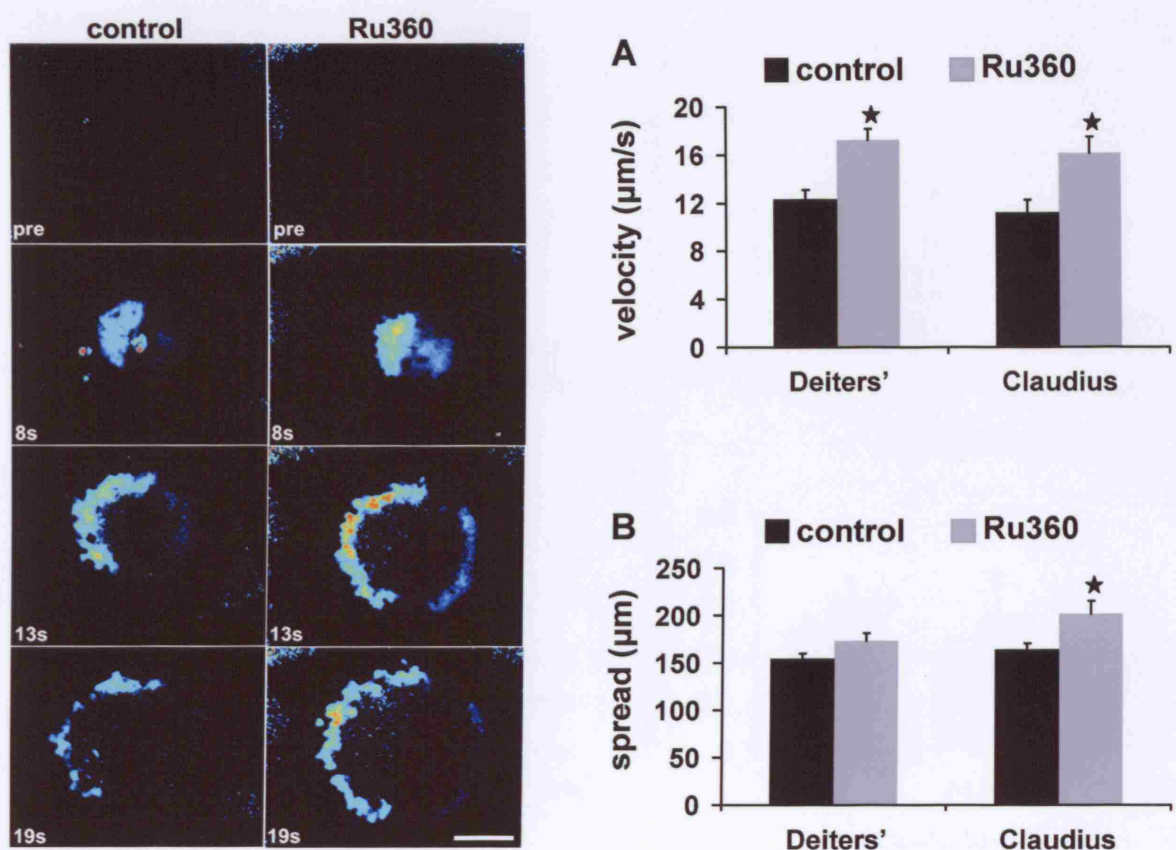 control Ru360
pre pre
8s 8s
13s 13s
19s 19s
A
control Ru360
velocity (µm/s)
20
16
12
8
4
0
Deiters' Claudius
B
control Ru360
spread (µm)
250
200
150
100
50
0
Deiters' Claudius